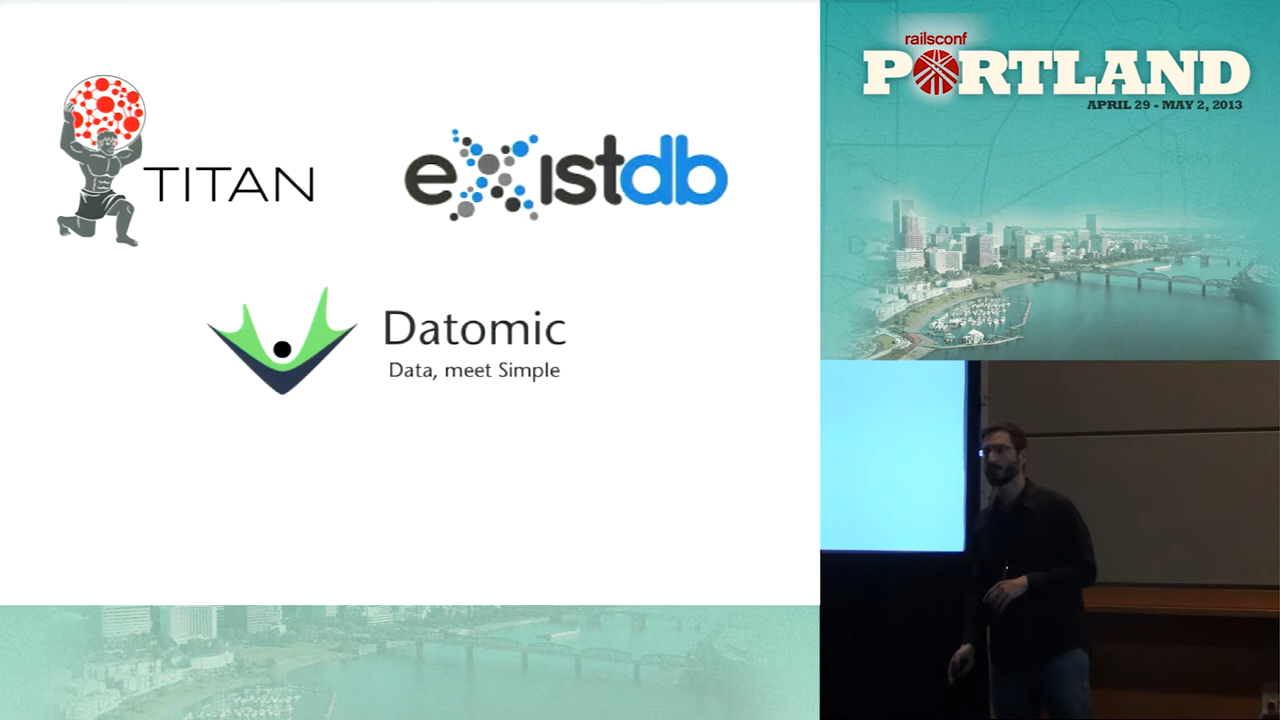 TITAN
eXistdb
Datomic
Data, meet Simple
railsconf
PORTLAND
APRIL 29 - MAY 2, 2013